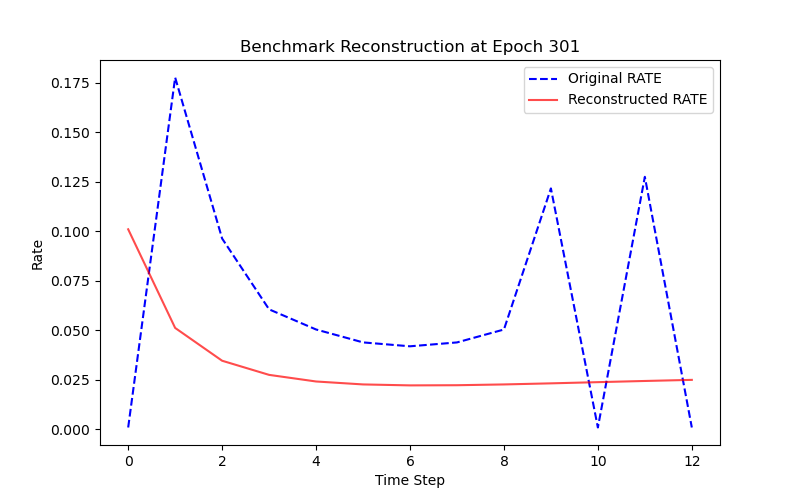 Benchmark Reconstruction at Epoch 301
Original RATE
Reconstructed RATE
Rate
0.175
0.150
0.125
0.100
0.075
0.050
0.025
0.000
0 2 4 6 8 10 12
Time Step